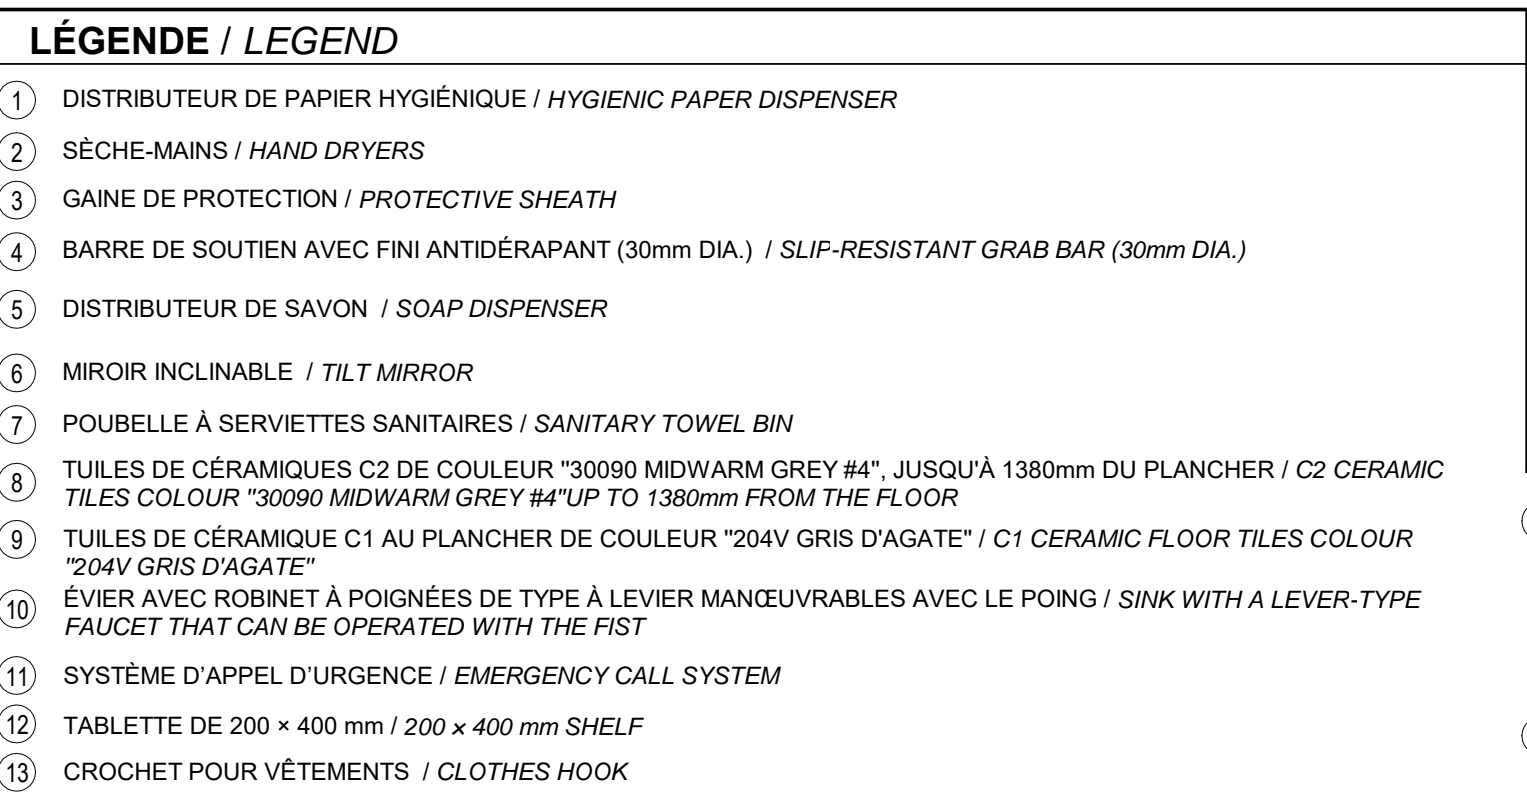 LÉGENDE / LEGEND
1 DISTRIBUTEUR DE PAPIER HYGIÉNIQUE / HYGIENIC PAPER DISPENSER
2 SÈCHE-MAINS / HAND DRYERS
3 GAINE DE PROTECTION / PROTECTIVE SHEATH
4 BARRE DE SOUTIEN AVEC FINI ANTIDÉRAPANT (30mm DIA.) / SLIP-RESISTANT GRAB BAR (30mm DIA.)
5 DISTRIBUTEUR DE SAVON / SOAP DISPENSER
6 MIROIR INCLINABLE / TILT MIRROR
7 POUBELLE À SERVIETTES SANITAIRES / SANITARY TOWEL BIN
8 TUILES DE CÉRAMIQUES C2 DE COULEUR "30090 MIDWARM GREY #4", JUSQU'À 1380mm DU PLANCHER / C2 CERAMIC
TILES COLOUR "30090 MIDWARM GREY #4"UP TO 1380mm FROM THE FLOOR
9 TUILES DE CÉRAMIQUE C1 AU PLANCHER DE COULEUR "204V GRIS D'AGATE" / C1 CERAMIC FLOOR TILES COLOUR
"204V GRIS D'AGATE"
10 ÉVIER AVEC ROBINET À POIGNÉES DE TYPE À LEVIER MANŒUVRABLES AVEC LE POING / SINK WITH A LEVER-TYPE
FAUCET THAT CAN BE OPERATED WITH THE FIST
11 SYSTÈME D’APPEL D’URGENCE / EMERGENCY CALL SYSTEM
12 TABLETTE DE 200 × 400 mm / 200 × 400 mm SHELF
13 CROCHET POUR VÊTEMENTS / CLOTHES HOOK